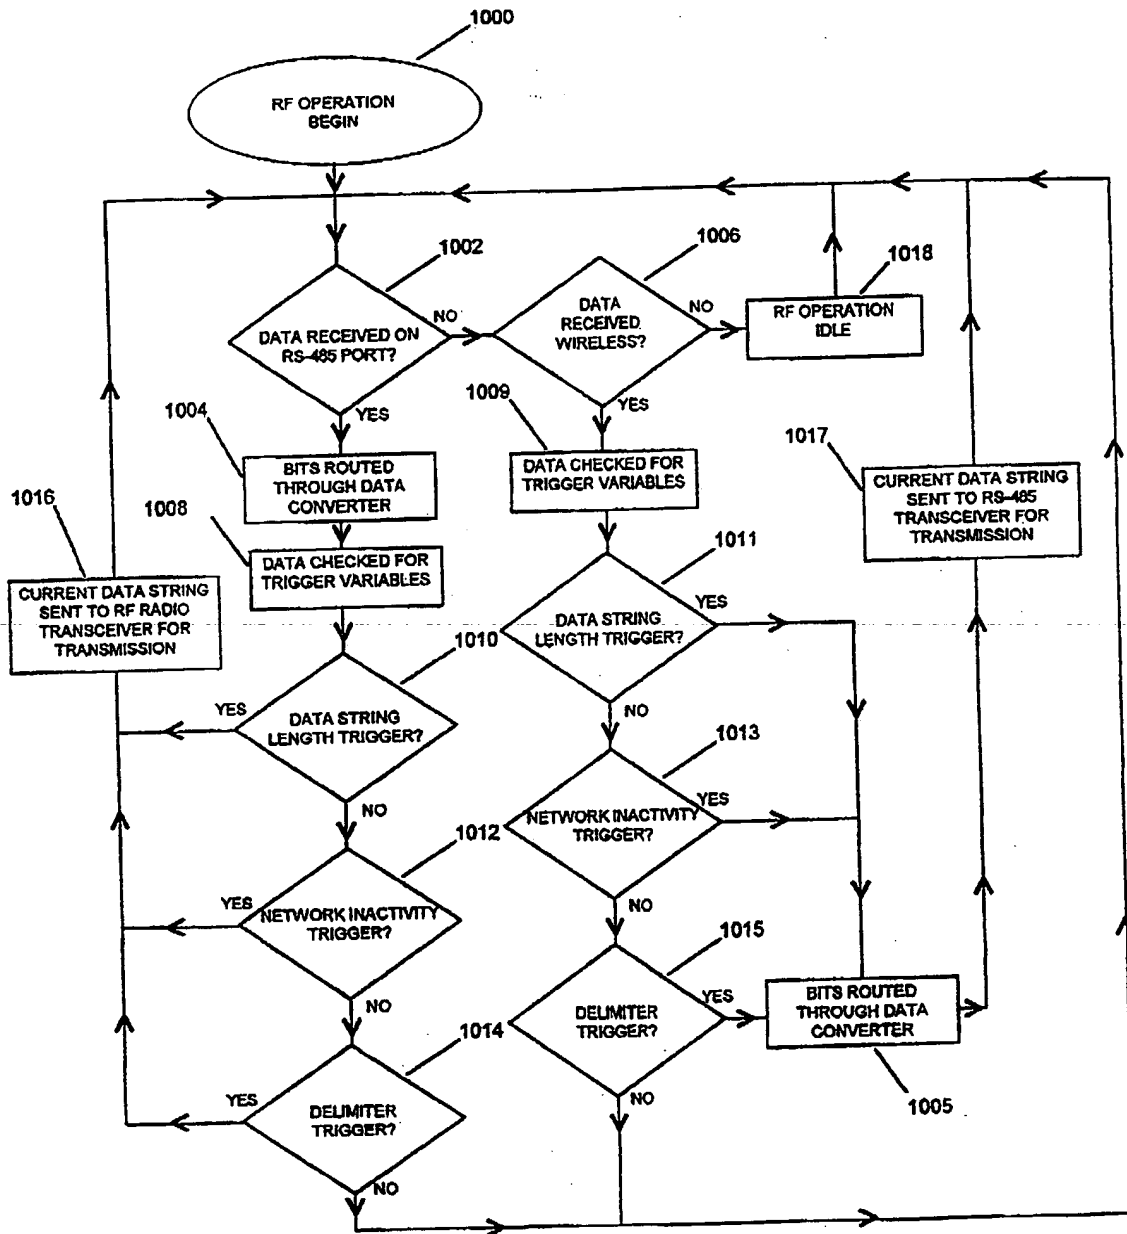 1000
RF OPERATION
BEGIN
1002
1006
1018
DATA RECEIVED ON
RS-485 PORT?
NO
DATA
RECEIVED
WIRELESS?
NO
RF OPERATION
IDLE
YES
YES
1004
BITS ROUTED
THROUGH DATA
CONVERTER
1009
DATA CHECKED FOR
TRIGGER VARIABLES
1017
CURRENT DATA STRING
SENT TO RS-485
TRANSCEIVER FOR
TRANSMISSION
1008
DATA CHECKED FOR
TRIGGER VARIABLES
1016
CURRENT DATA STRING
SENT TO RF RADIO
TRANSCEIVER FOR
TRANSMISSION
1011
DATA STRING
LENGTH TRIGGER?
YES
NO
1010
DATA STRING
LENGTH TRIGGER?
YES
NO
1013
NETWORK INACTIVITY
TRIGGER?
YES
NO
1012
NETWORK INACTIVITY
TRIGGER?
YES
NO
1015
DELIMITER
TRIGGER?
YES
NO
BITS ROUTED
THROUGH DATA
CONVERTER
1005
1014
DELIMITER
TRIGGER?
YES
NO